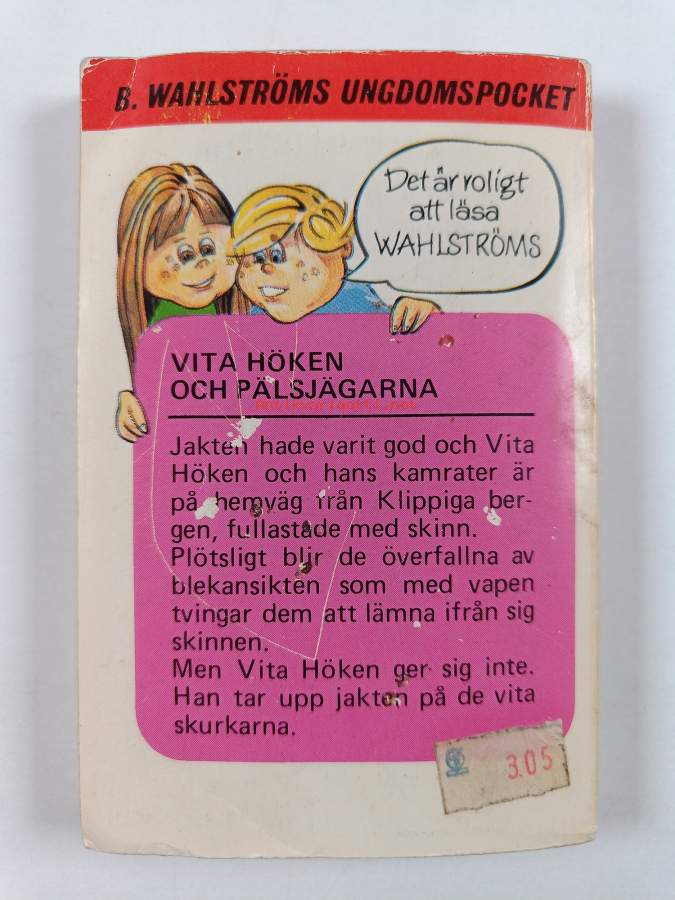 B. WAHLSTRÖMS UNGDOMSPOCKET
Det är roligt
att läsa
WAHLSTRÖMS
VITA HÖKEN
OCH PÄLSJÄGARNA
Jakten hade varit god och Vita
Höken och hans kamrater är
på hemväg från Klippiga ber-
gen, fullastade med skinn.
Plötsligt blir de överfallna av
blekansikten som med vapen
tvingar dem att lämna ifrån sig
skinnen.
Men Vita Höken ger sig inte.
Han tar upp jakten på de vita
skurkarna.
3.05